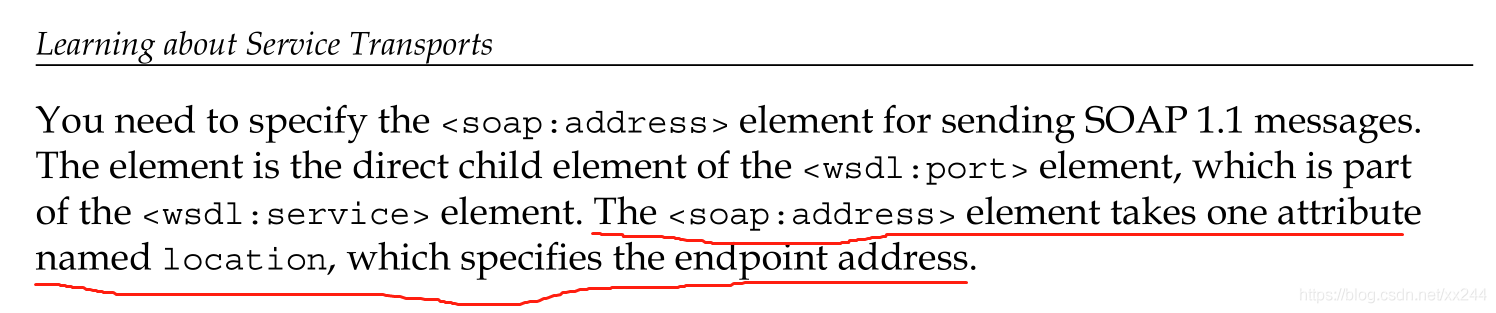 Learning about Service Transports
You need to specify the <soap:address> element for sending SOAP 1.1 messages.
The element is the direct child element of the <wsdl:port> element, which is part
of the <wsdl:service> element. The <soap:address> element takes one attribute
named location, which specifies the endpoint address.
https://blog.csdn.net/xx244